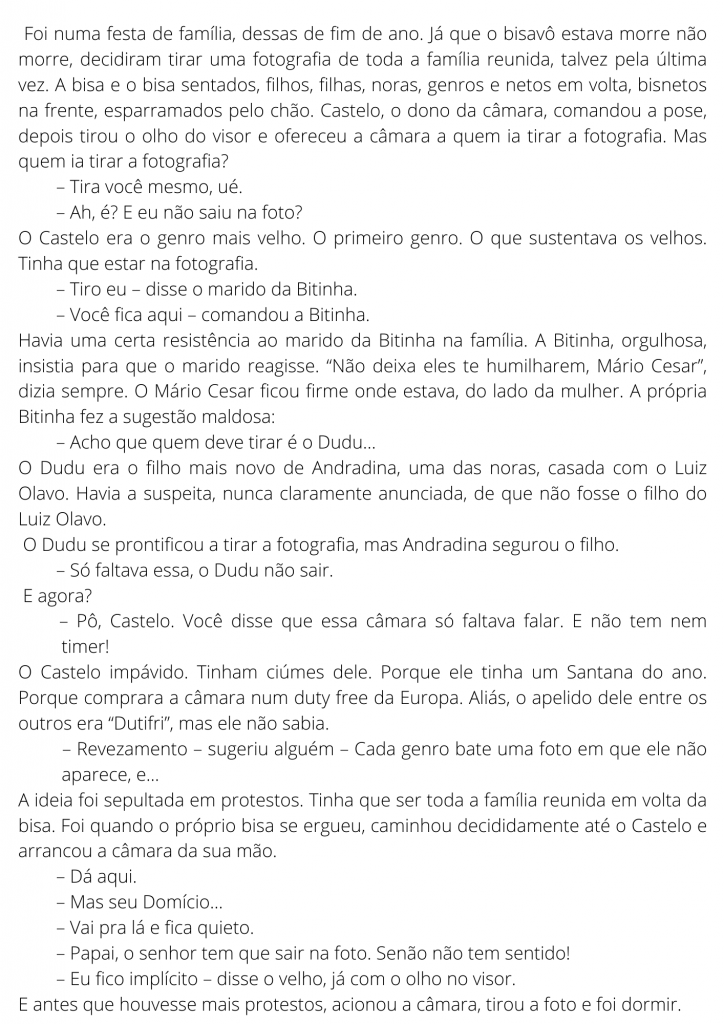 Foi numa festa de família, dessas de fim de ano. Já que o bisavô estava morre não
morre, decidiram tirar uma fotografia de toda a família reunida, talvez pela última
vez. A bisa e o bisa sentados, filhos, filhas, noras, genros e netos em volta, bisnetos
na frente, esparramados pelo chão. Castelo, o dono da câmara, comandou a pose,
depois tirou o olho do visor e ofereceu a câmara a quem ia tirar a fotografia. Mas
quem ia tirar a fotografia?
– Tira você mesmo, ué.
– Ah, é? E eu não saiu na foto?
O Castelo era o genro mais velho. O primeiro genro. O que sustentava os velhos.
Tinha que estar na fotografia.
– Tiro eu – disse o marido da Bitinha.
– Você fica aqui – comandou a Bitinha.
Havia uma certa resistência ao marido da Bitinha na família. A Bitinha, orgulhosa,
insistia para que o marido reagisse. “Não deixa eles te humilharem, Mário Cesar”,
dizia sempre. O Mário Cesar ficou firme onde estava, do lado da mulher. A própria
Bitinha fez a sugestão maldosa:
– Acho que quem deve tirar é o Dudu...
O Dudu era o filho mais novo de Andradina, uma das noras, casada com o Luiz
Olavo. Havia a suspeita, nunca claramente anunciada, de que não fosse o filho do
Luiz Olavo.
O Dudu se prontificou a tirar a fotografia, mas Andradina segurou o filho.
– Só faltava essa, o Dudu não sair.
E agora?
– Pô, Castelo. Você disse que essa câmara só faltava falar. E não tem nem
timer!
O Castelo impávido. Tinham ciúmes dele. Porque ele tinha um Santana do ano.
Porque comprara a câmara num duty free da Europa. Aliás, o apelido dele entre os
outros era “Dutifri”, mas ele não sabia.
– Revezamento – sugeriu alguém – Cada genro bate uma foto em que ele não
aparece, e...
A ideia foi sepultada em protestos. Tinha que ser toda a família reunida em volta da
bisa. Foi quando o próprio bisa se ergueu, caminhou decididamente até o Castelo e
arrancou a câmara da sua mão.
– Dá aqui.
– Mas seu Domício...
– Vai pra lá e fica quieto.
– Papai, o senhor tem que sair na foto. Senão não tem sentido!
– Eu fico implícito – disse o velho, já com o olho no visor.
E antes que houvesse mais protestos, acionou a câmara, tirou a foto e foi dormir.